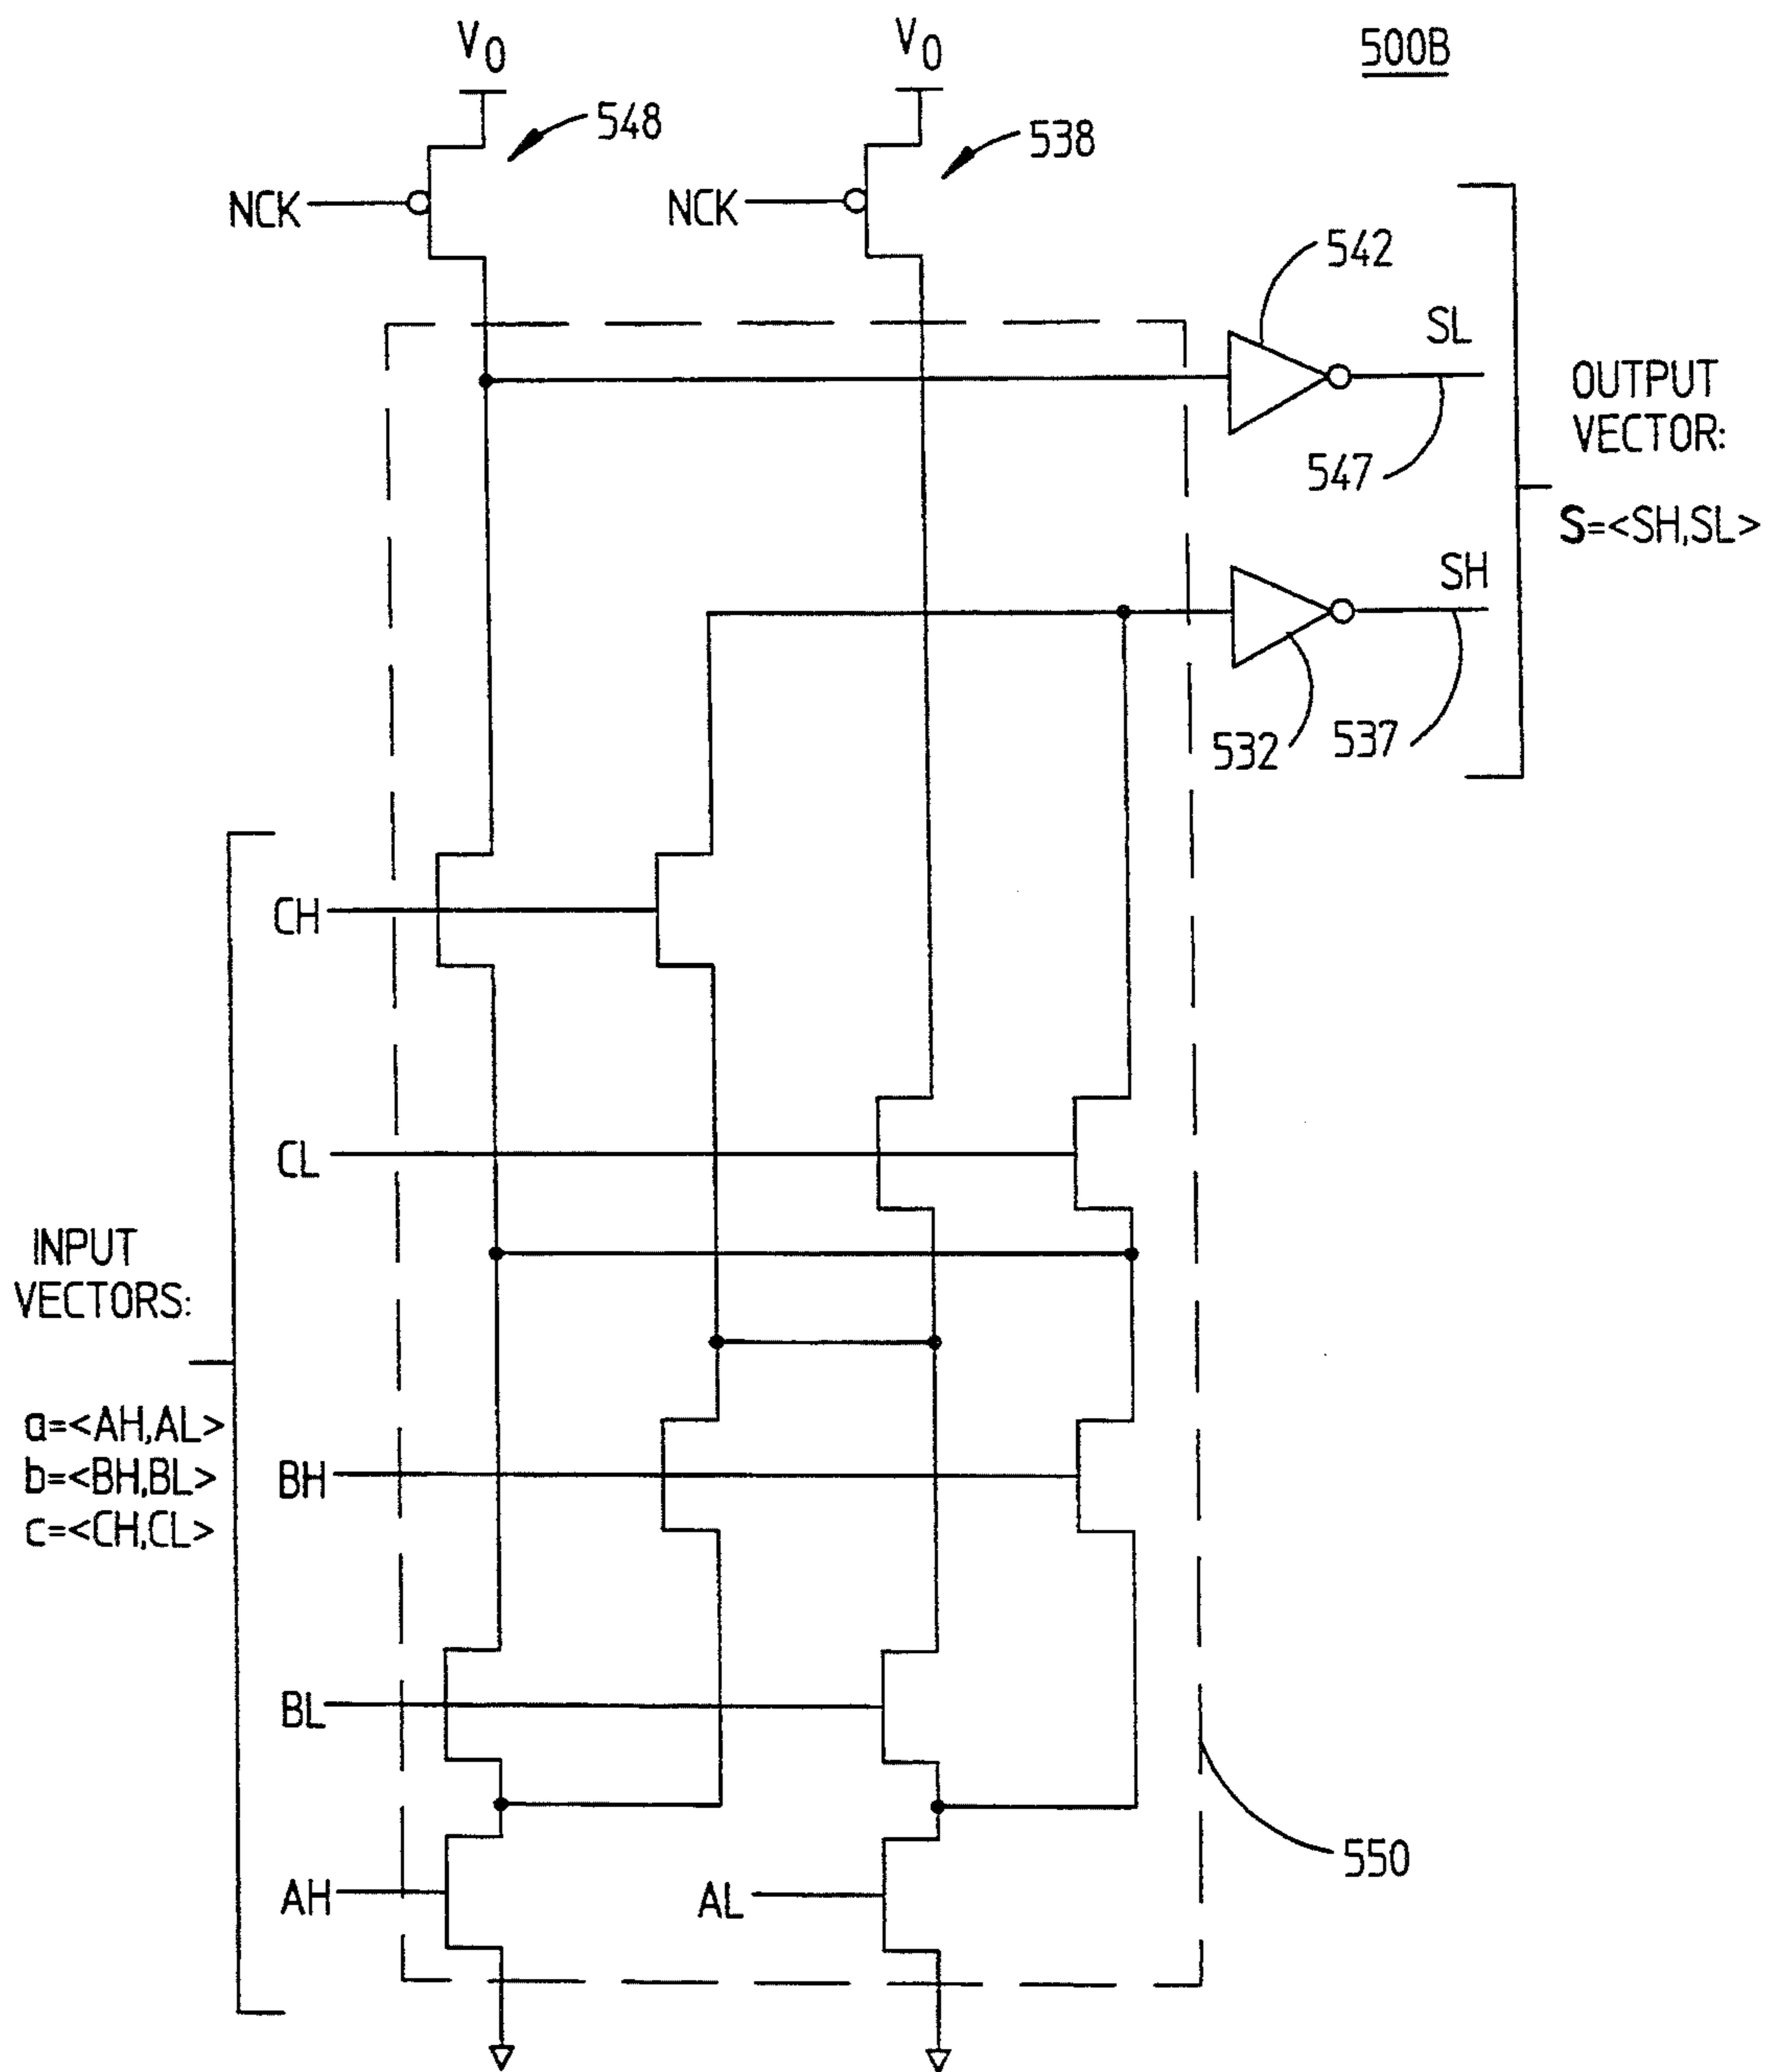 V0
V0
500B
548
538
NCK
NCK
542
SL
OUTPUT
VECTOR:
547
S=<SH,SL>
SH
532
537
CH
CL
INPUT
VECTORS:
a=<AH,AL>
b=<BH,BL>
c=<CH,CL>
BH
BL
550
AH
AL